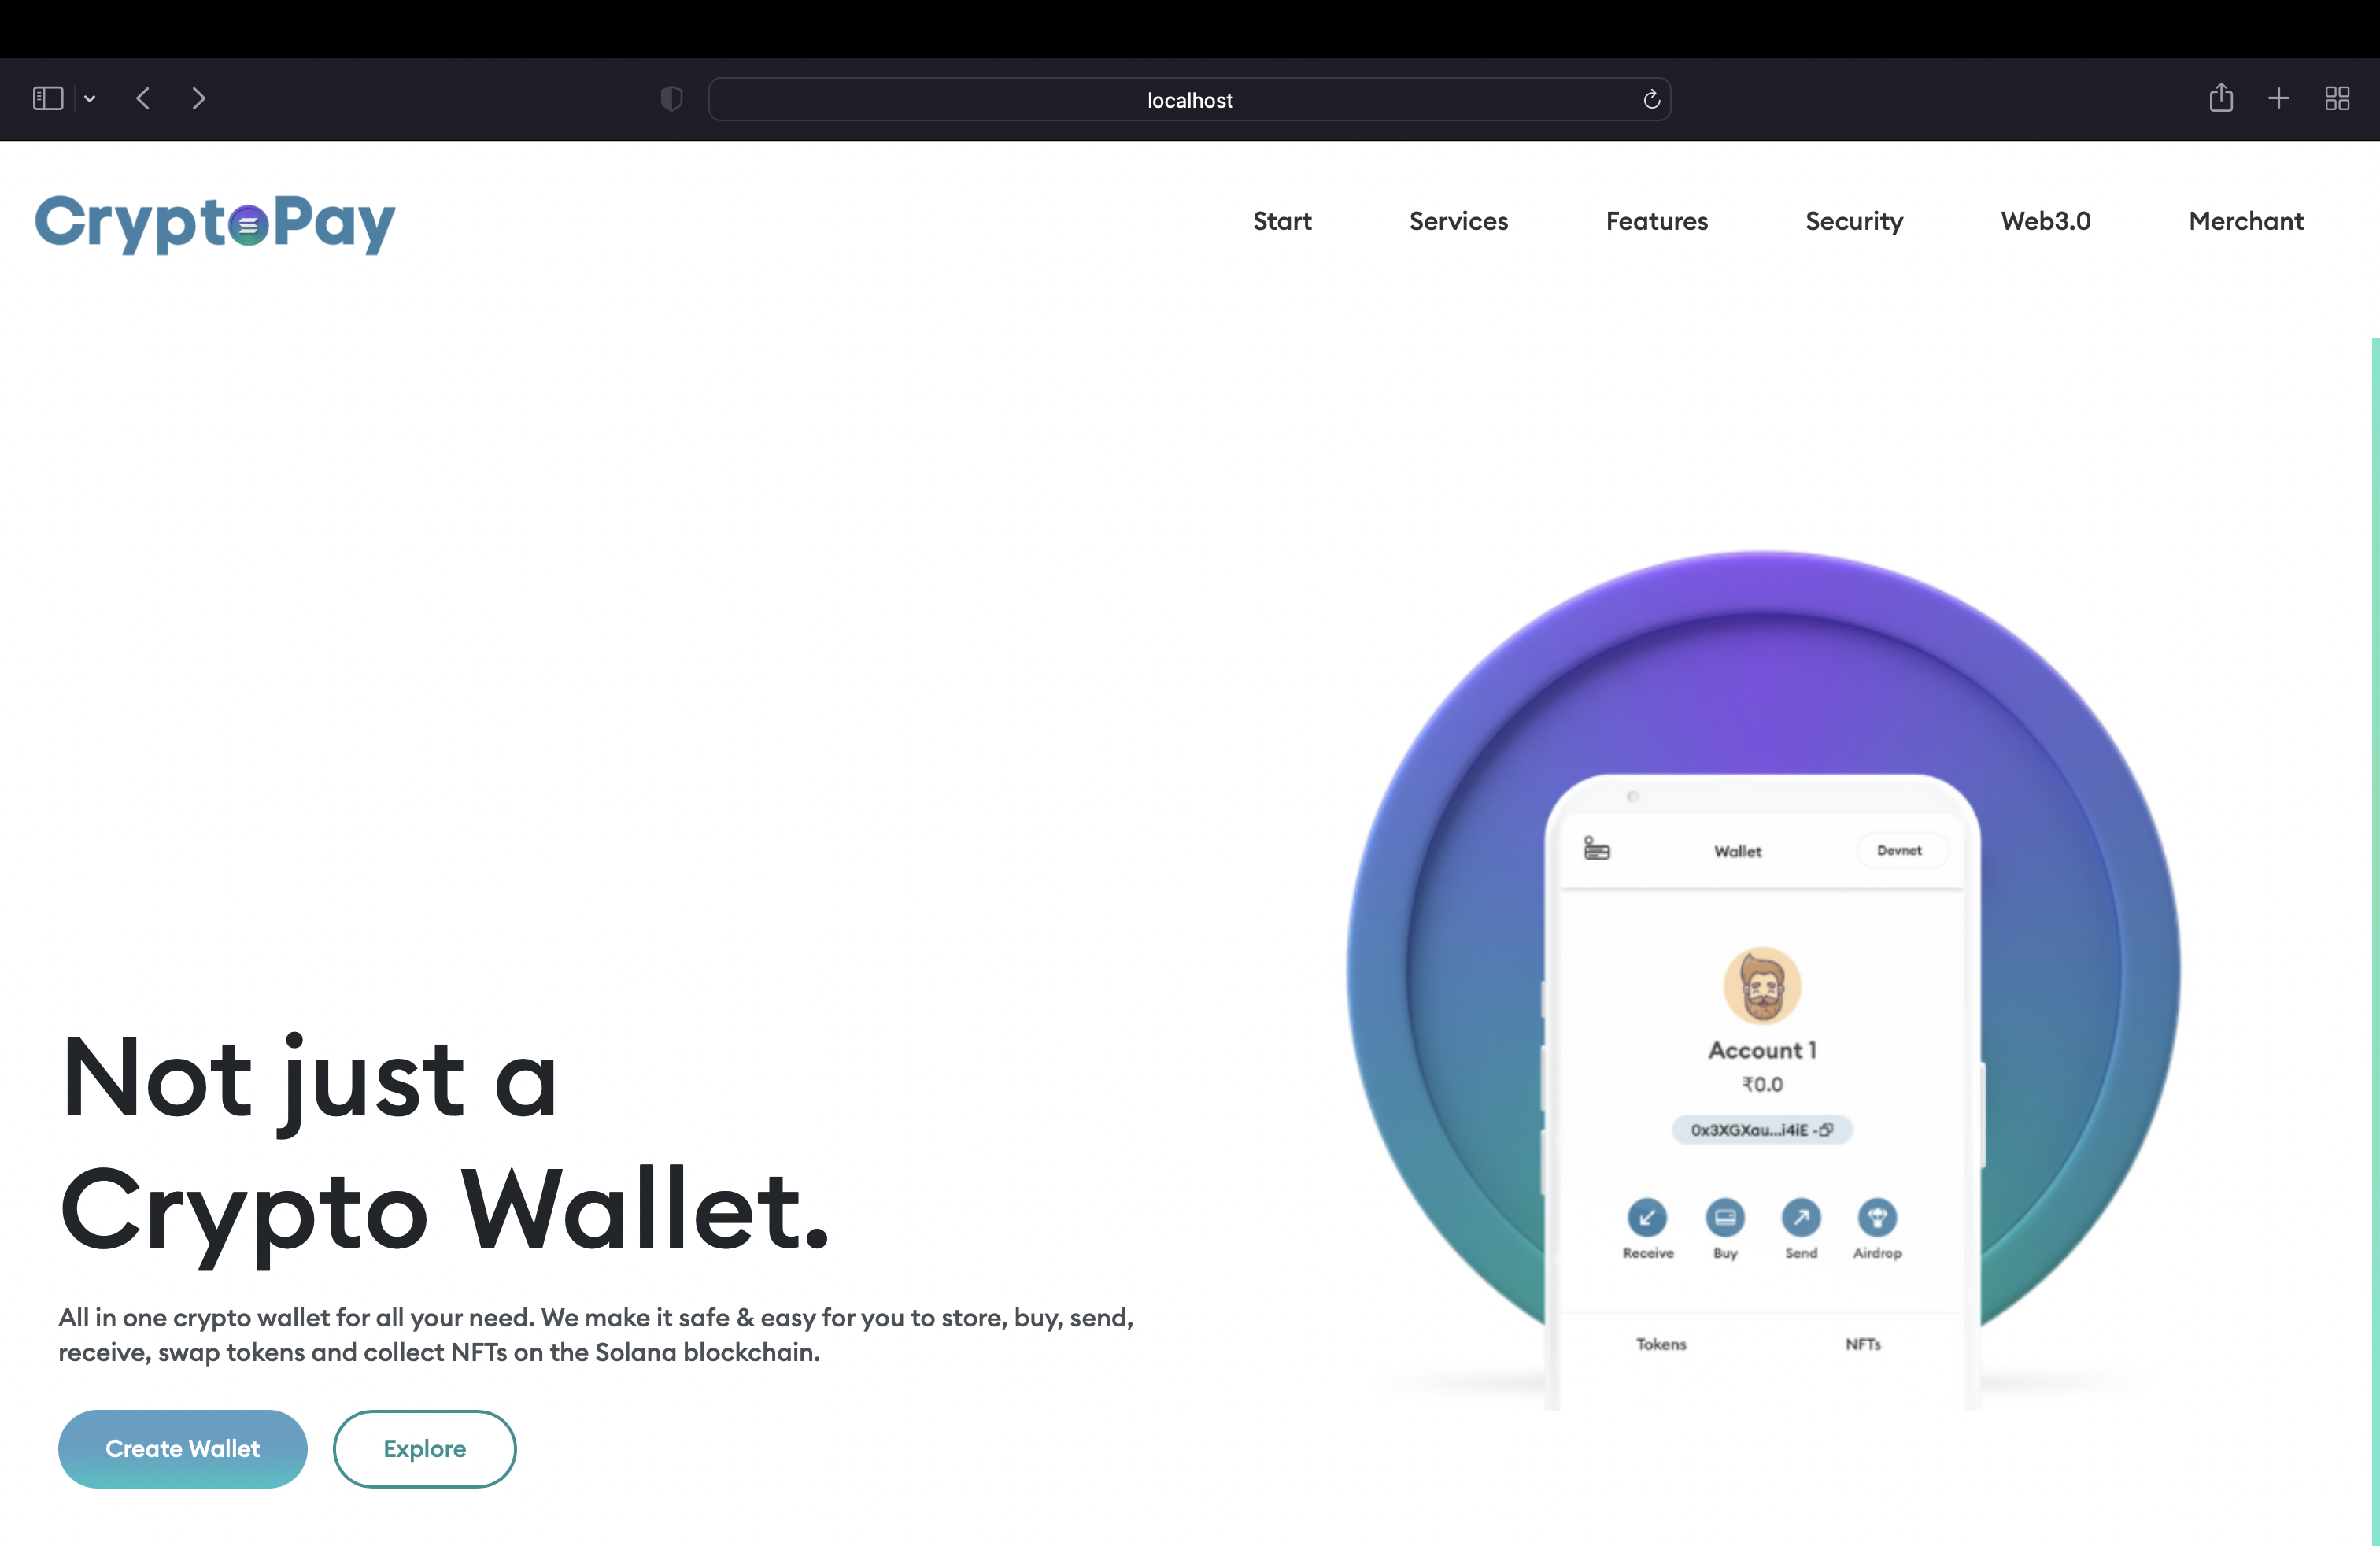 localhost
CryptoPay
Start Services Features Security Web3.0 Merchant
Wallet Devnet
Account 1
₹0.0
0x3XGXau...i4iE -
Receive Buy Send Airdrop
Tokens NFTs
Not just a
Crypto Wallet.
All in one crypto wallet for all your need. We make it safe & easy for you to store, buy, send,
receive, swap tokens and collect NFTs on the Solana blockchain.
Create Wallet Explore